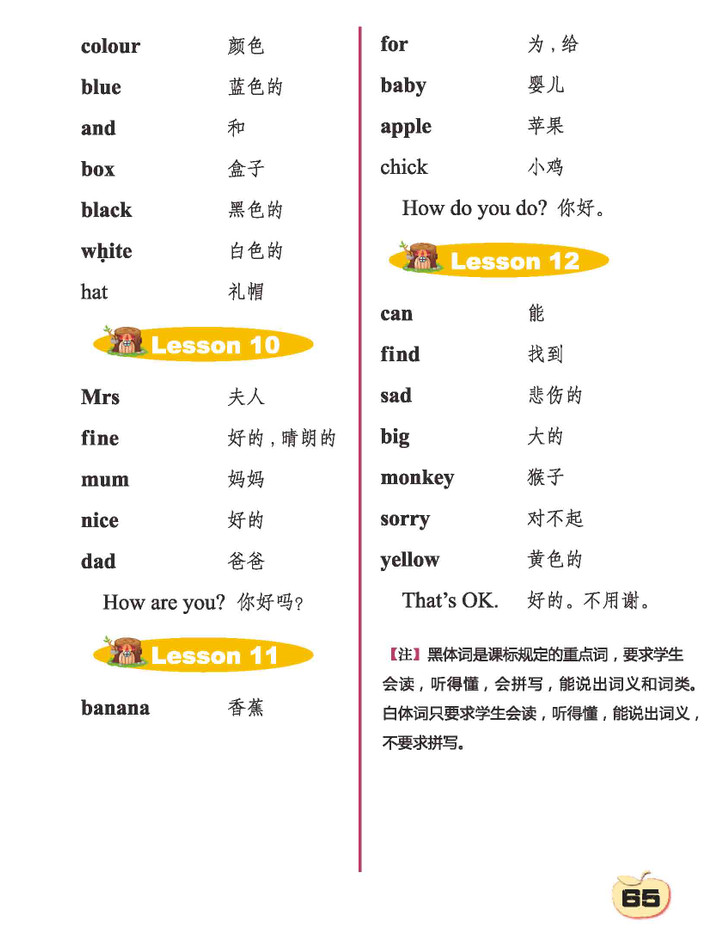 colour 颜色
blue 蓝色的
and 和
box 盒子
black 黑色的
white 白色的
hat 礼帽
Lesson 10
Mrs 夫人
fine 好的,晴朗的
mum 妈妈
nice 好的
dad 爸爸
How are you? 你好吗?
Lesson 11
banana 香蕉
for 为,给
baby 婴儿
apple 苹果
chick 小鸡
How do you do? 你好。
Lesson 12
can 能
find 找到
sad 悲伤的
big 大的
monkey 猴子
sorry 对不起
yellow 黄色的
That's OK. 好的。不用谢。
【注】黑体词是课标规定的重点词,要求学生
会读,听得懂,会拼写,能说出词义和词类。
白体词只要求学生会读,听得懂,能说出词义,
不要求拼写。
65